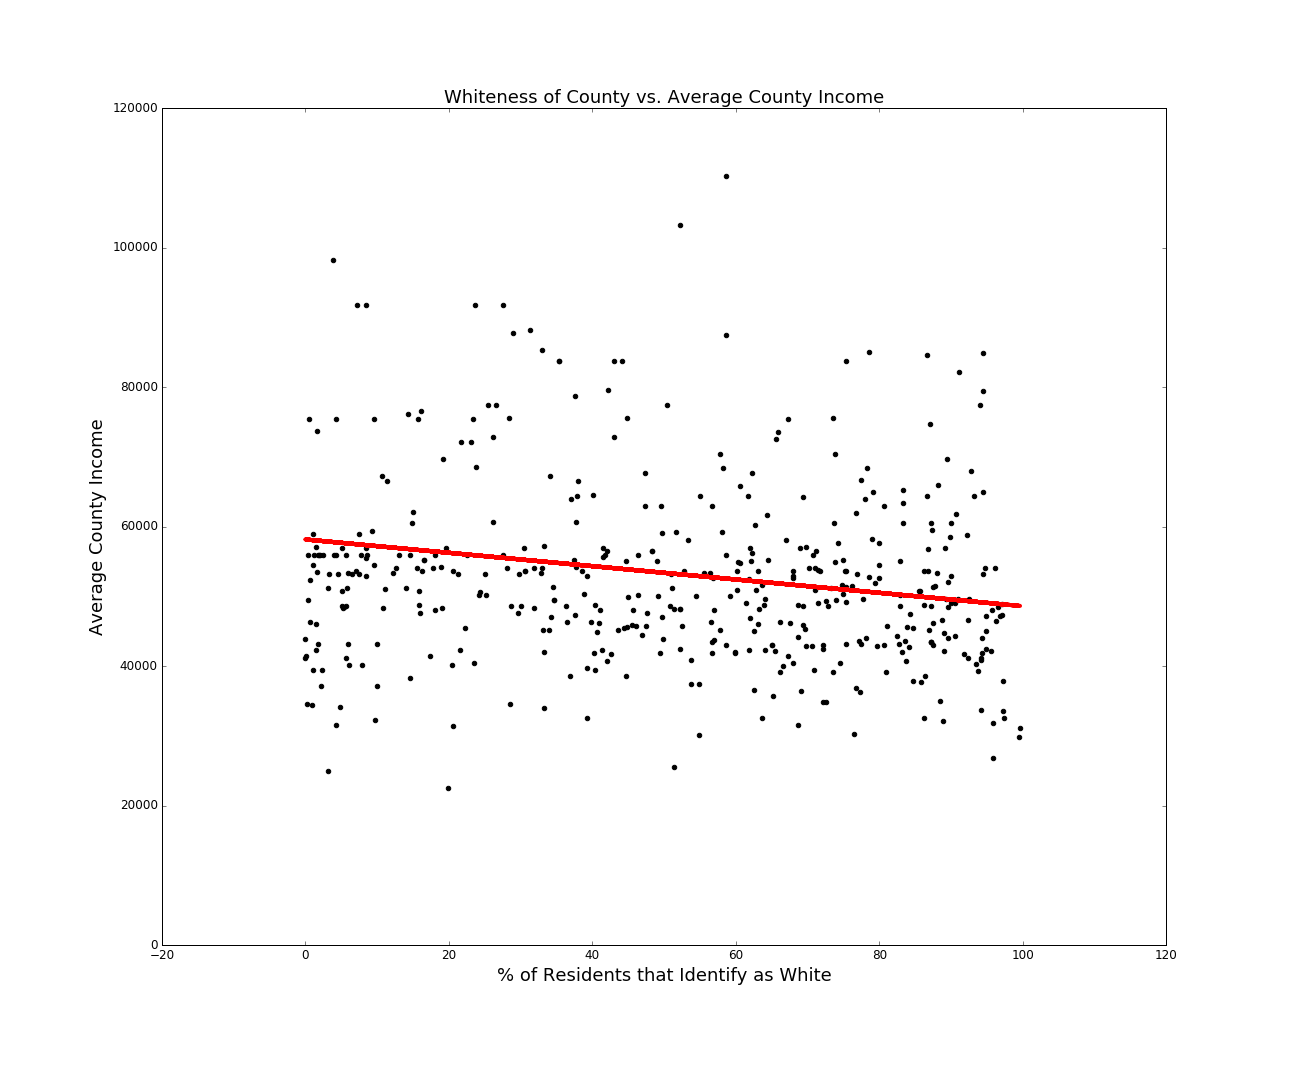 Whiteness of County vs. Average County Income
120000
100000
80000
60000
40000
20000
0
Average County Income
−20 0 20 40 60 80 100 120
% of Residents that Identify as White